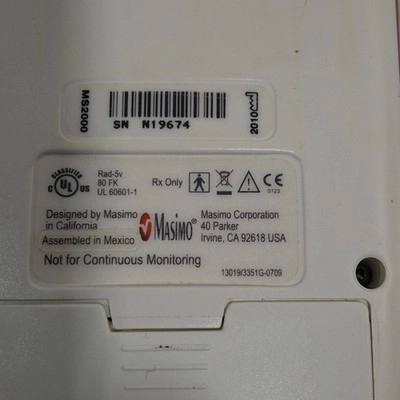 MS2000
SN N19674
2010
CLASSIFIED
C UL US
Rad-5v
80 FK
UL 60601-1
Rx Only
CE
0123
Designed by Masimo
in California
Assembled in Mexico
MASIMO®
Masimo Corporation
40 Parker
Irvine, CA 92618 USA
Not for Continuous Monitoring
13019/3351G-0709